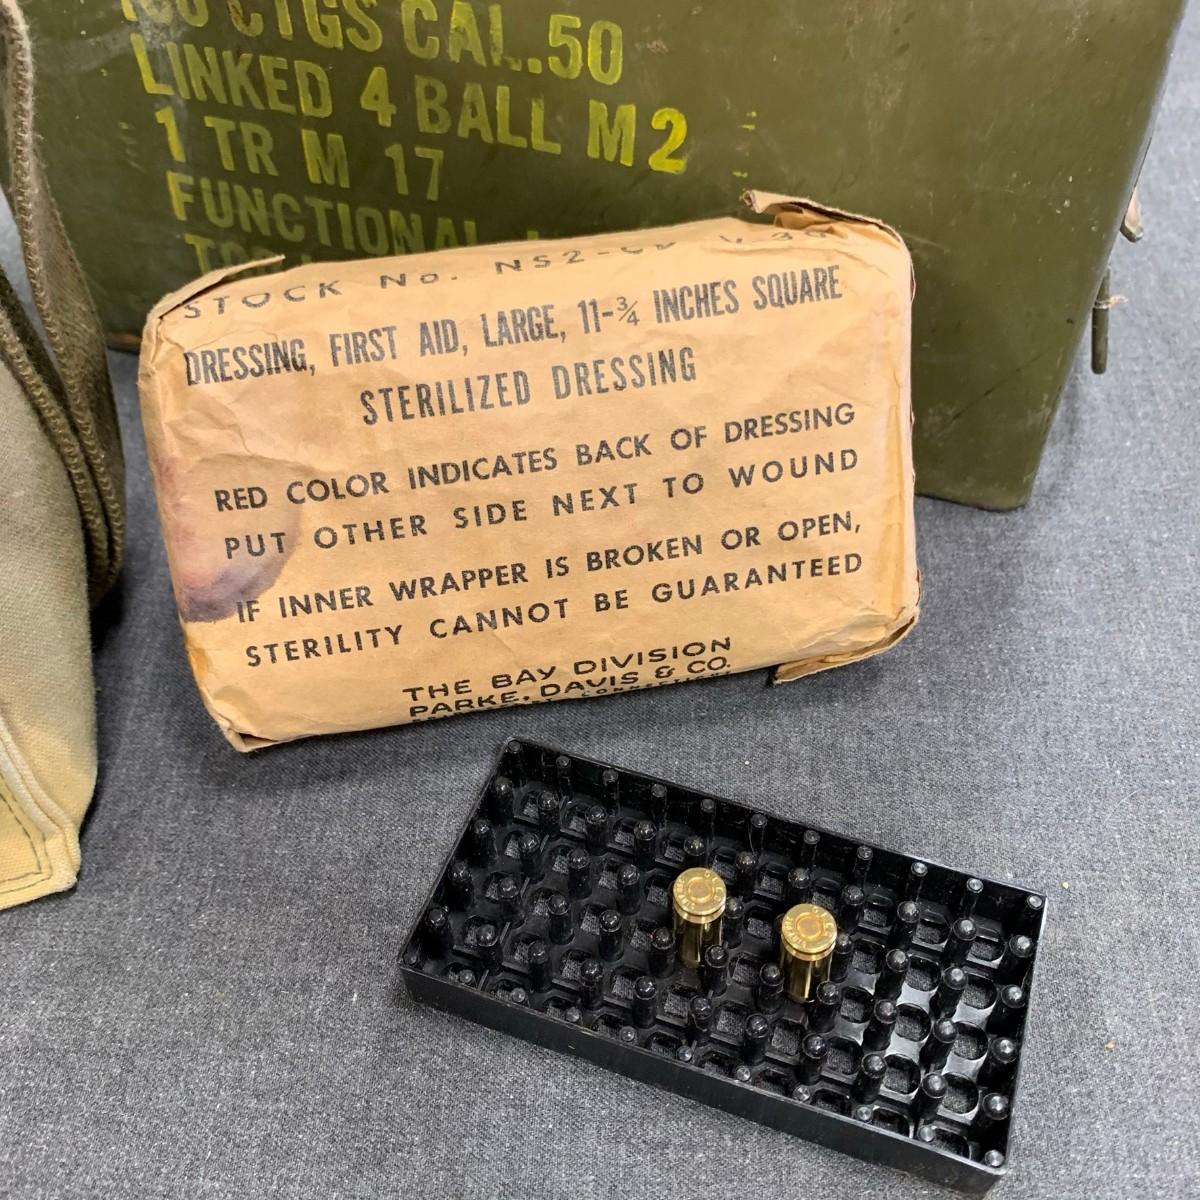 CTGS CAL.50
LINKED 4 BALL M2
1 TR M 17
FUNCTIONAL
STOCK No. NS2-
DRESSING, FIRST AID, LARGE, 11-¾ INCHES SQUARE
STERILIZED DRESSING
RED COLOR INDICATES BACK OF DRESSING
PUT OTHER SIDE NEXT TO WOUND
IF INNER WRAPPER IS BROKEN OR OPEN,
STERILITY CANNOT BE GUARANTEED
THE BAY DIVISION
PARKE, DAVIS & CO.